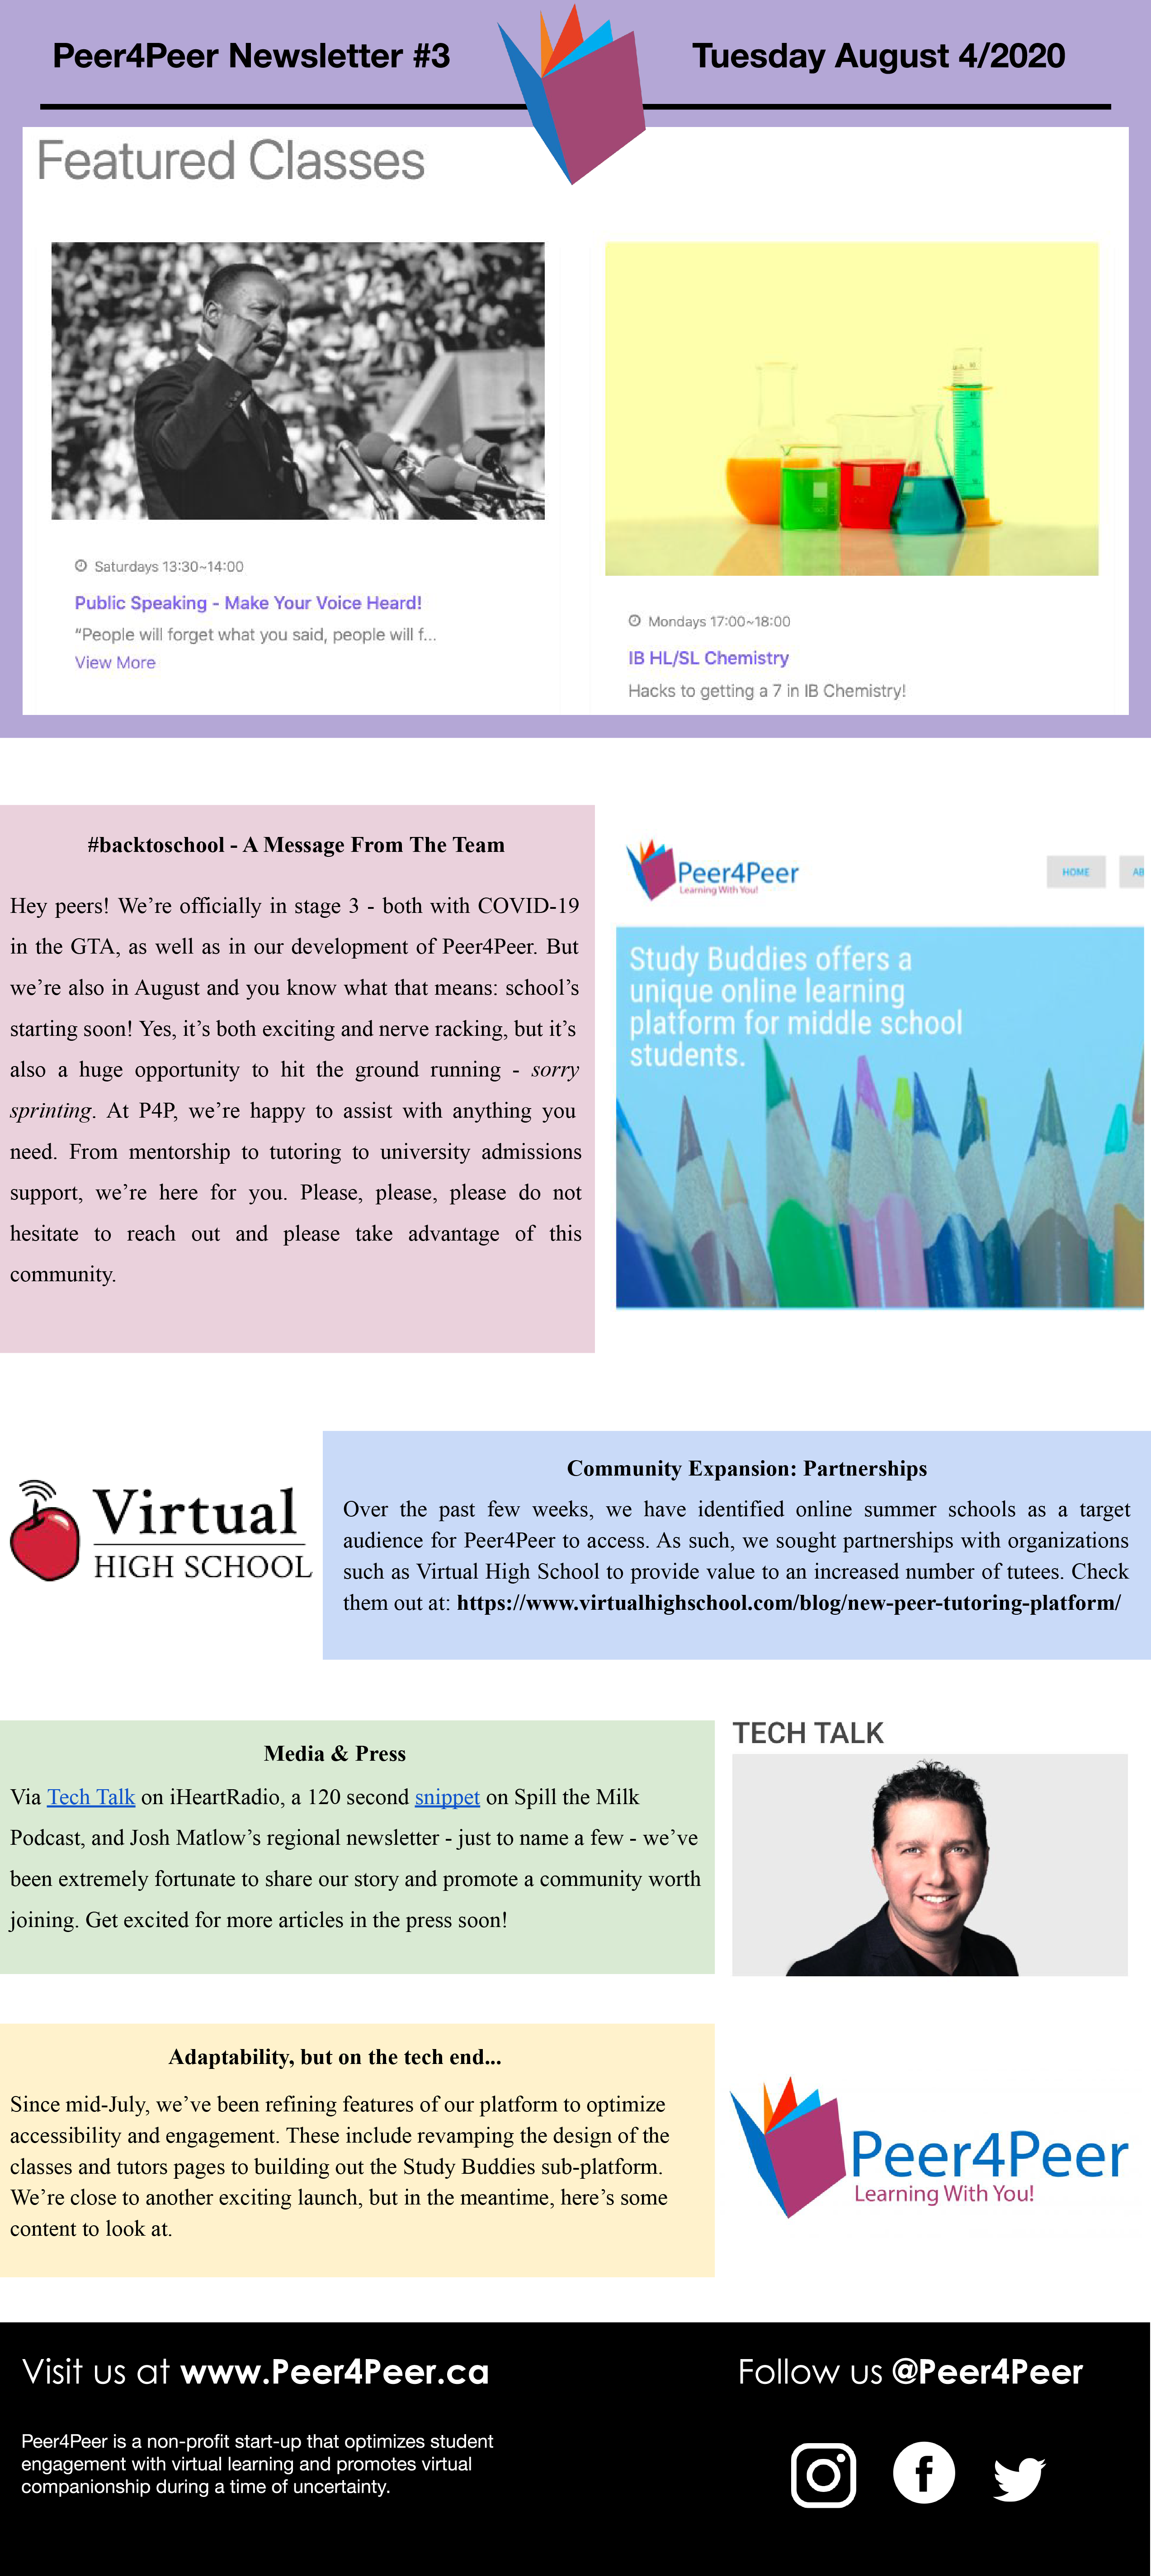 Peer4Peer Newsletter #3
Tuesday August 4/2020
Featured Classes
Saturdays 13:30~14:00
Public Speaking - Make Your Voice Heard!
“People will forget what you said, people will f...
View More
Mondays 17:00~18:00
IB HL/SL Chemistry
Hacks to getting a 7 in IB Chemistry!
#backtoschool - A Message From The Team
Hey peers! We’re officially in stage 3 - both with COVID-19
in the GTA, as well as in our development of Peer4Peer. But
we’re also in August and you know what that means: school’s
starting soon! Yes, it’s both exciting and nerve racking, but it’s
also a huge opportunity to hit the ground running - sorry
sprinting. At P4P, we’re happy to assist with anything you
need. From mentorship to tutoring to university admissions
support, we’re here for you. Please, please, please do not
hesitate to reach out and please take advantage of this
community.
Peer4Peer
Learning With You!
HOME
AB
Study Buddies offers a
unique online learning
platform for middle school
students.
Virtual
HIGH SCHOOL
Community Expansion: Partnerships
Over the past few weeks, we have identified online summer schools as a target
audience for Peer4Peer to access. As such, we sought partnerships with organizations
such as Virtual High School to provide value to an increased number of tutees. Check
them out at: https://www.virtualhighschool.com/blog/new-peer-tutoring-platform/
Media & Press
Via Tech Talk on iHeartRadio, a 120 second snippet on Spill the Milk
Podcast, and Josh Matlow’s regional newsletter - just to name a few - we’ve
been extremely fortunate to share our story and promote a community worth
joining. Get excited for more articles in the press soon!
TECH TALK
Adaptability, but on the tech end...
Since mid-July, we’ve been refining features of our platform to optimize
accessibility and engagement. These include revamping the design of the
classes and tutors pages to building out the Study Buddies sub-platform.
We’re close to another exciting launch, but in the meantime, here’s some
content to look at.
Peer4Peer
Learning With You!
Visit us at www.Peer4Peer.ca
Follow us @Peer4Peer
Peer4Peer is a non-profit start-up that optimizes student
engagement with virtual learning and promotes virtual
companionship during a time of uncertainty.